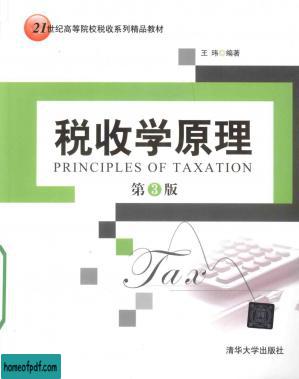 21世纪高等院校税收系列精品教材
王 玮◎编著
税收学原理
PRINCIPLES OF TAXATION
第3版
Tax
清华大学出版社
homeofpdf.com